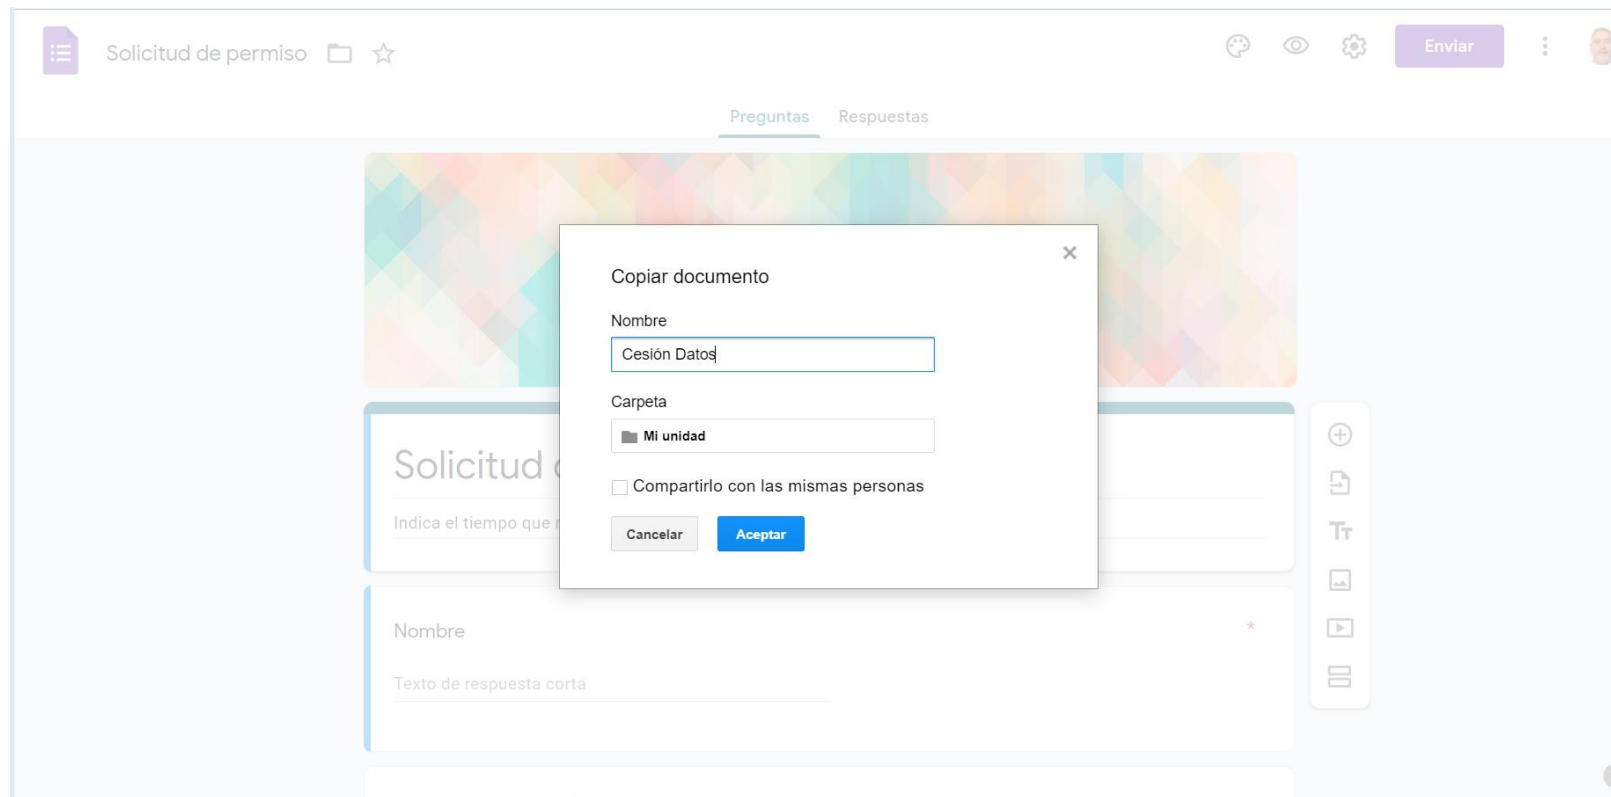 Solicitud de permiso
Enviar
Preguntas Respuestas
Copiar documento
Nombre
Cesión Datos
Carpeta
Mi unidad
Compartirlo con las mismas personas
Cancelar Aceptar
Solicitud
Indica el tiempo que
Nombre *
Texto de respuesta corta